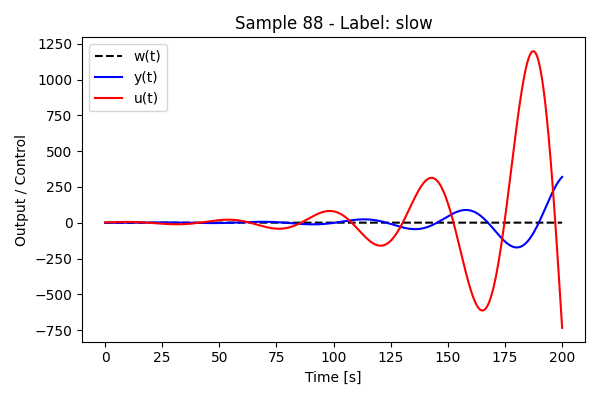 Sample 88 - Label: slow
w(t)
y(t)
u(t)
Output / Control
1250
1000
750
500
250
0
−250
−500
−750
0 25 50 75 100 125 150 175 200
Time [s]